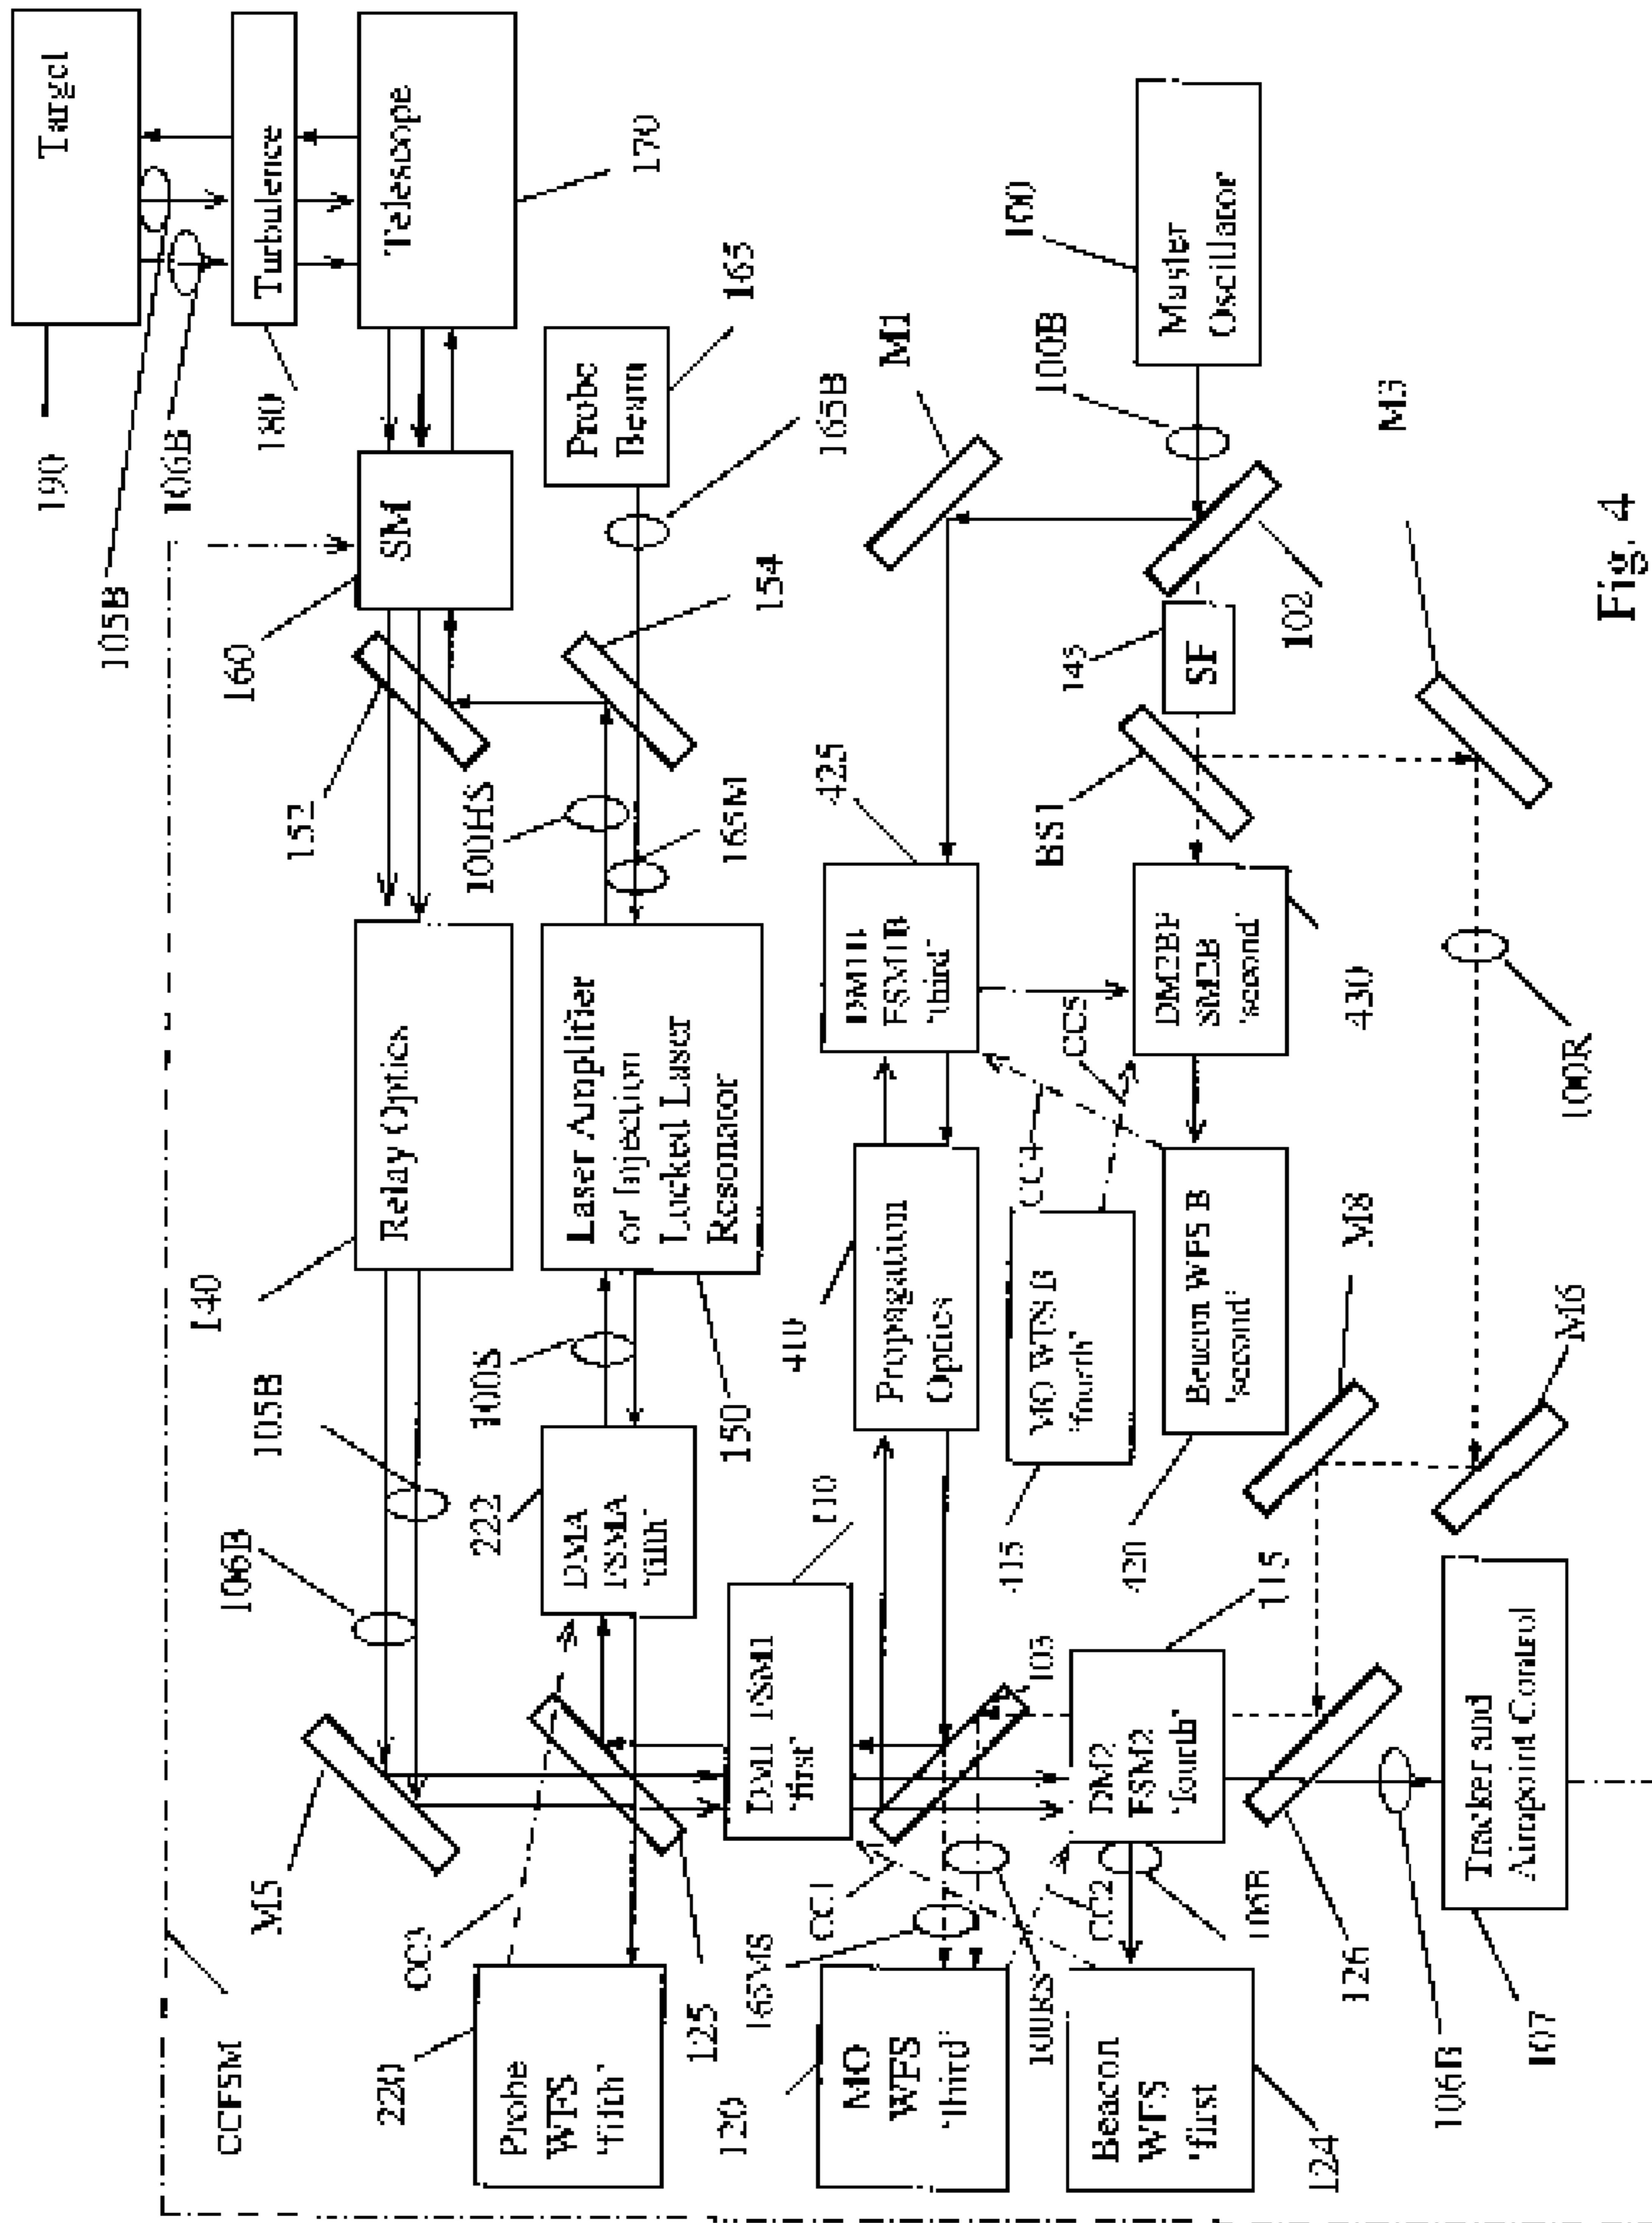 190
Target
105B
106B
180
Turbulence
Telescope
170
CCFSM
160
SM
165
Probe
Beam
165B
152
154
100HS
165M
140
Relay Optics
Laser Amplifier
or Injection
Locked Laser
Resonator
150
100S
106B
105B
M5
222
DMA
FSMA
"fifth"
CC3
220
Probe
WFS
"fifth"
125
110
DM1 FSM1
"first"
M1
100
Master
Oscillator
100B
102
145
SF
BS1
M3
425
FSM1B
"third"
430
SM2B
"second"
CC4
CC5
100R
410
Propagation
Optics
415
MO WFS B
"fourth"
420
Beacon WFS B
"second"
M8
M6
103
115
DM2
FSM2
"fourth"
CC1
CC2
165MS
100RS
106B
120
MO
WFS
"third"
124
Beacon
WFS
"first
126
106B
107
Tracker and
Aimpoint Control
Fig. 4